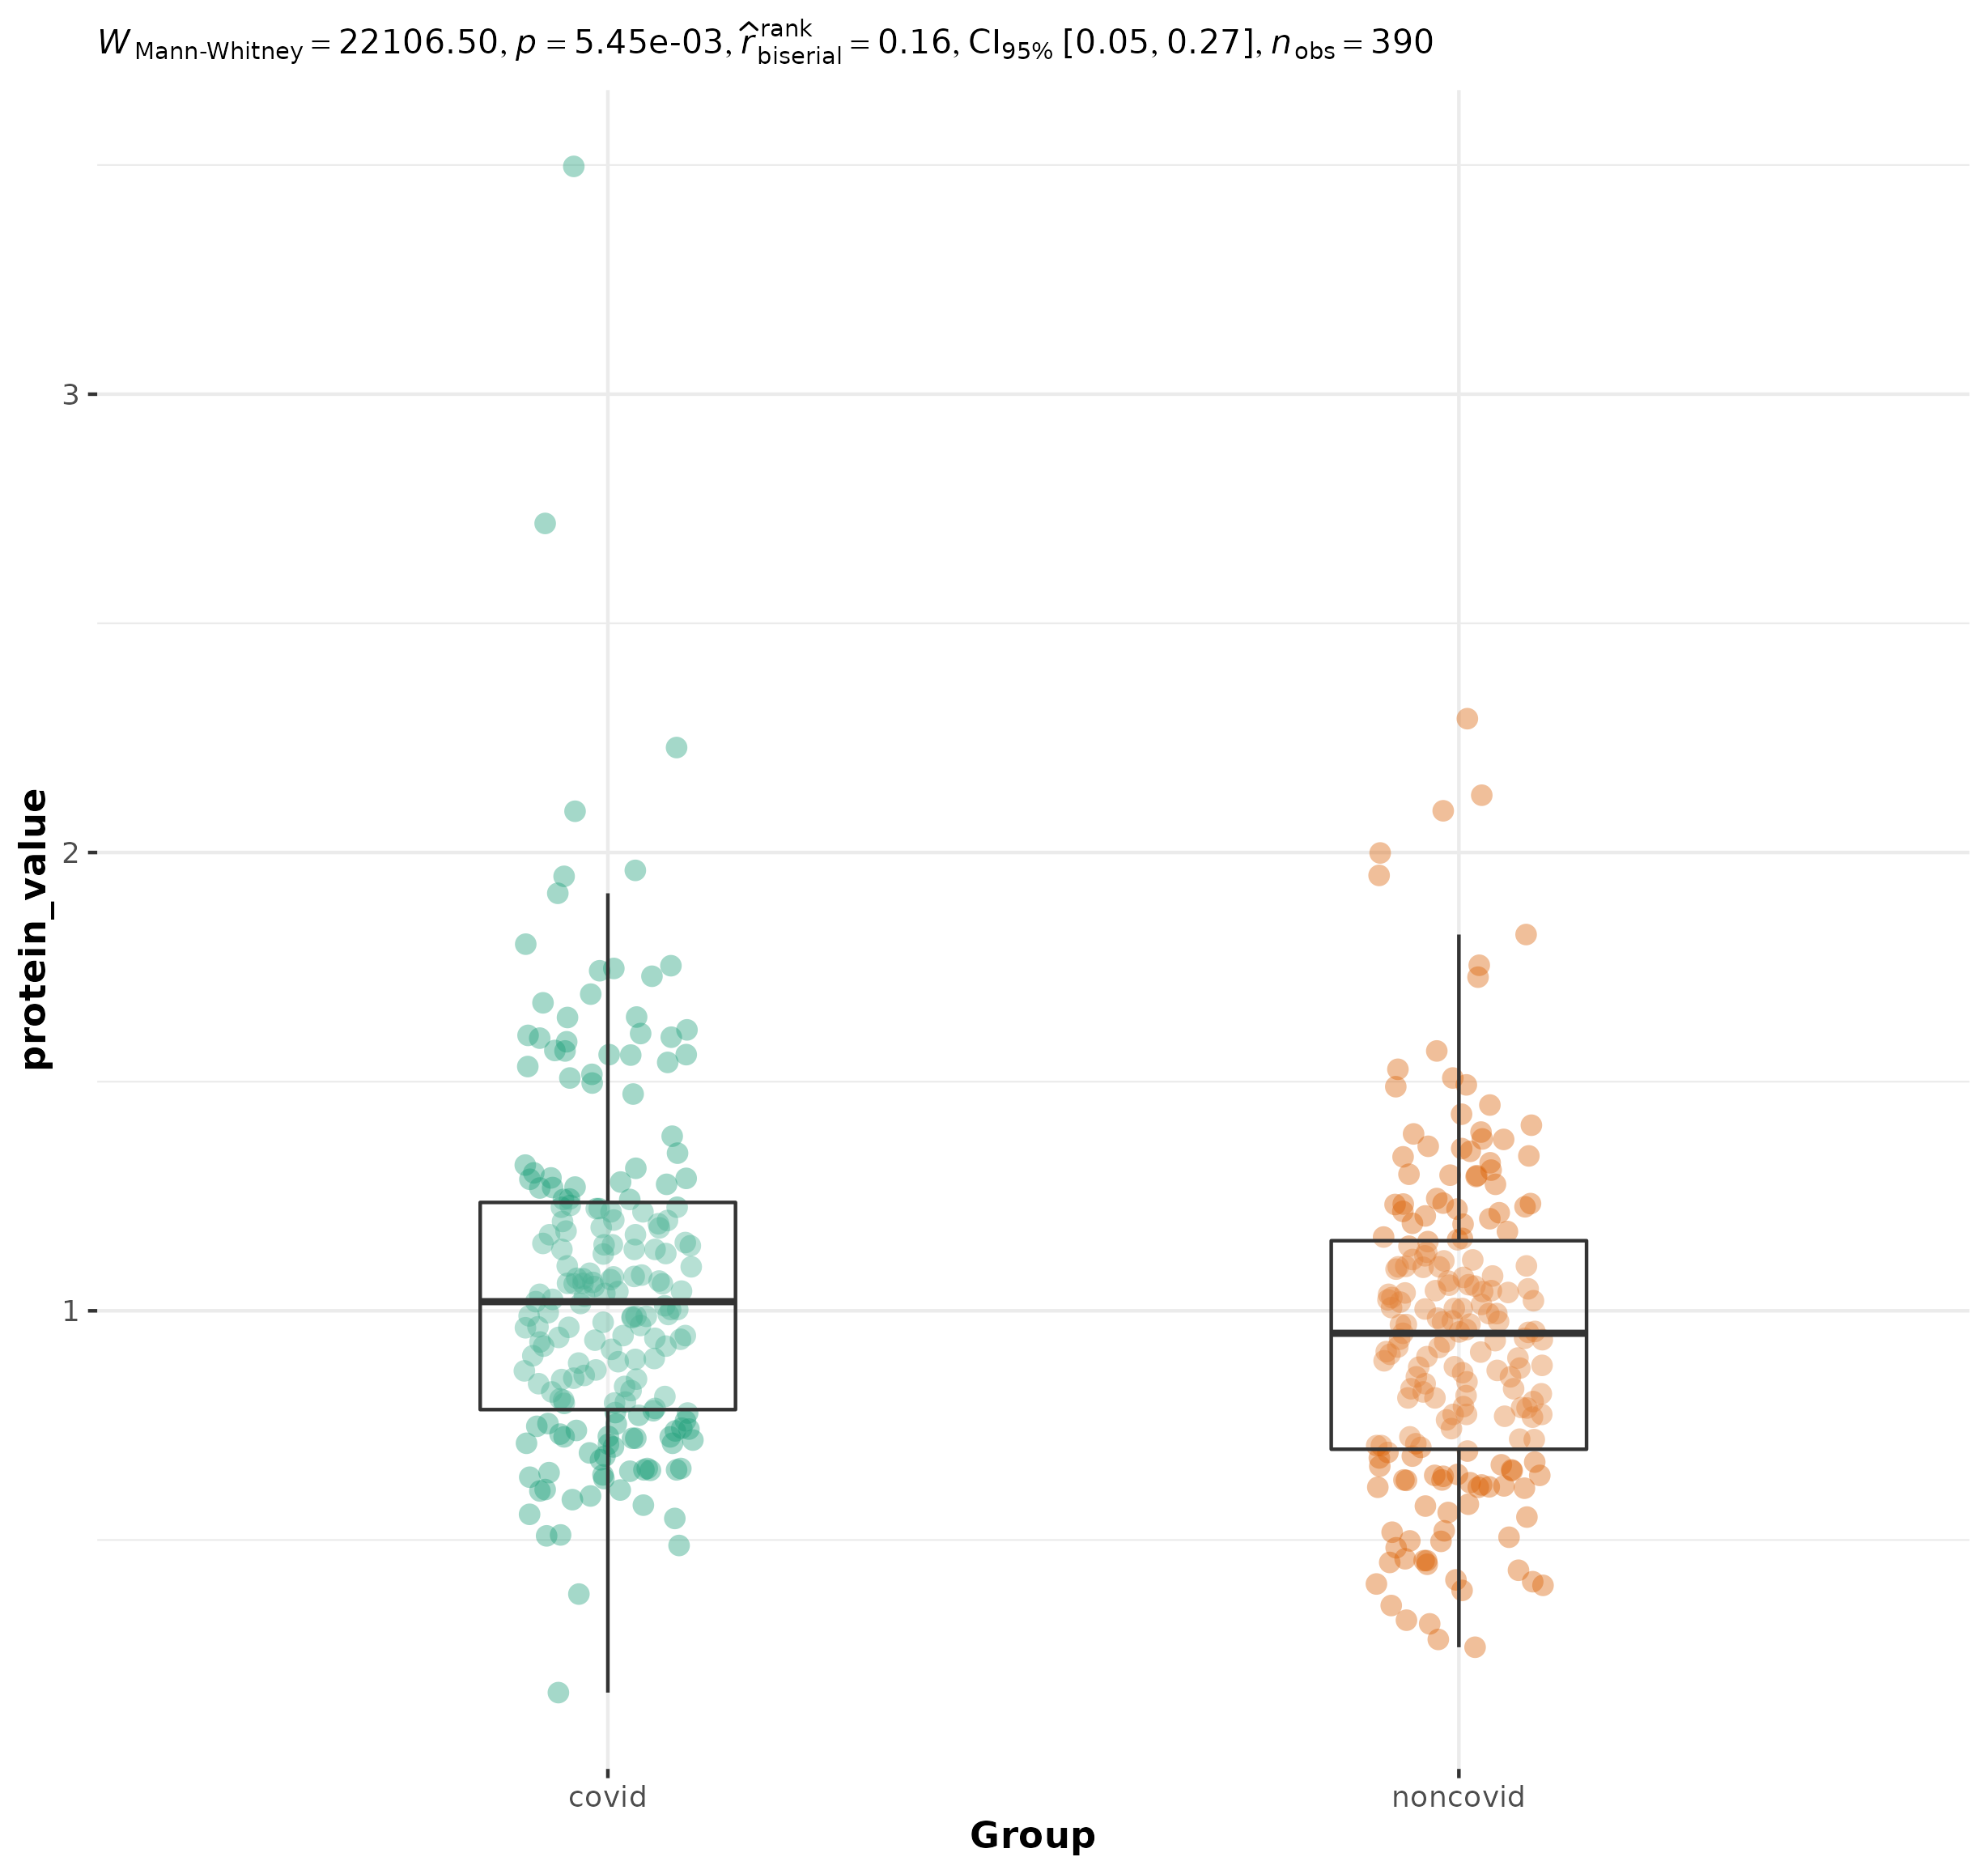 W Mann-Whitney = 22106.50, p = 5.45e-03, r̂ rank biserial = 0.16, CI95% [0.05, 0.27], n obs = 390
protein_value
3
2
1
covid noncovid
Group